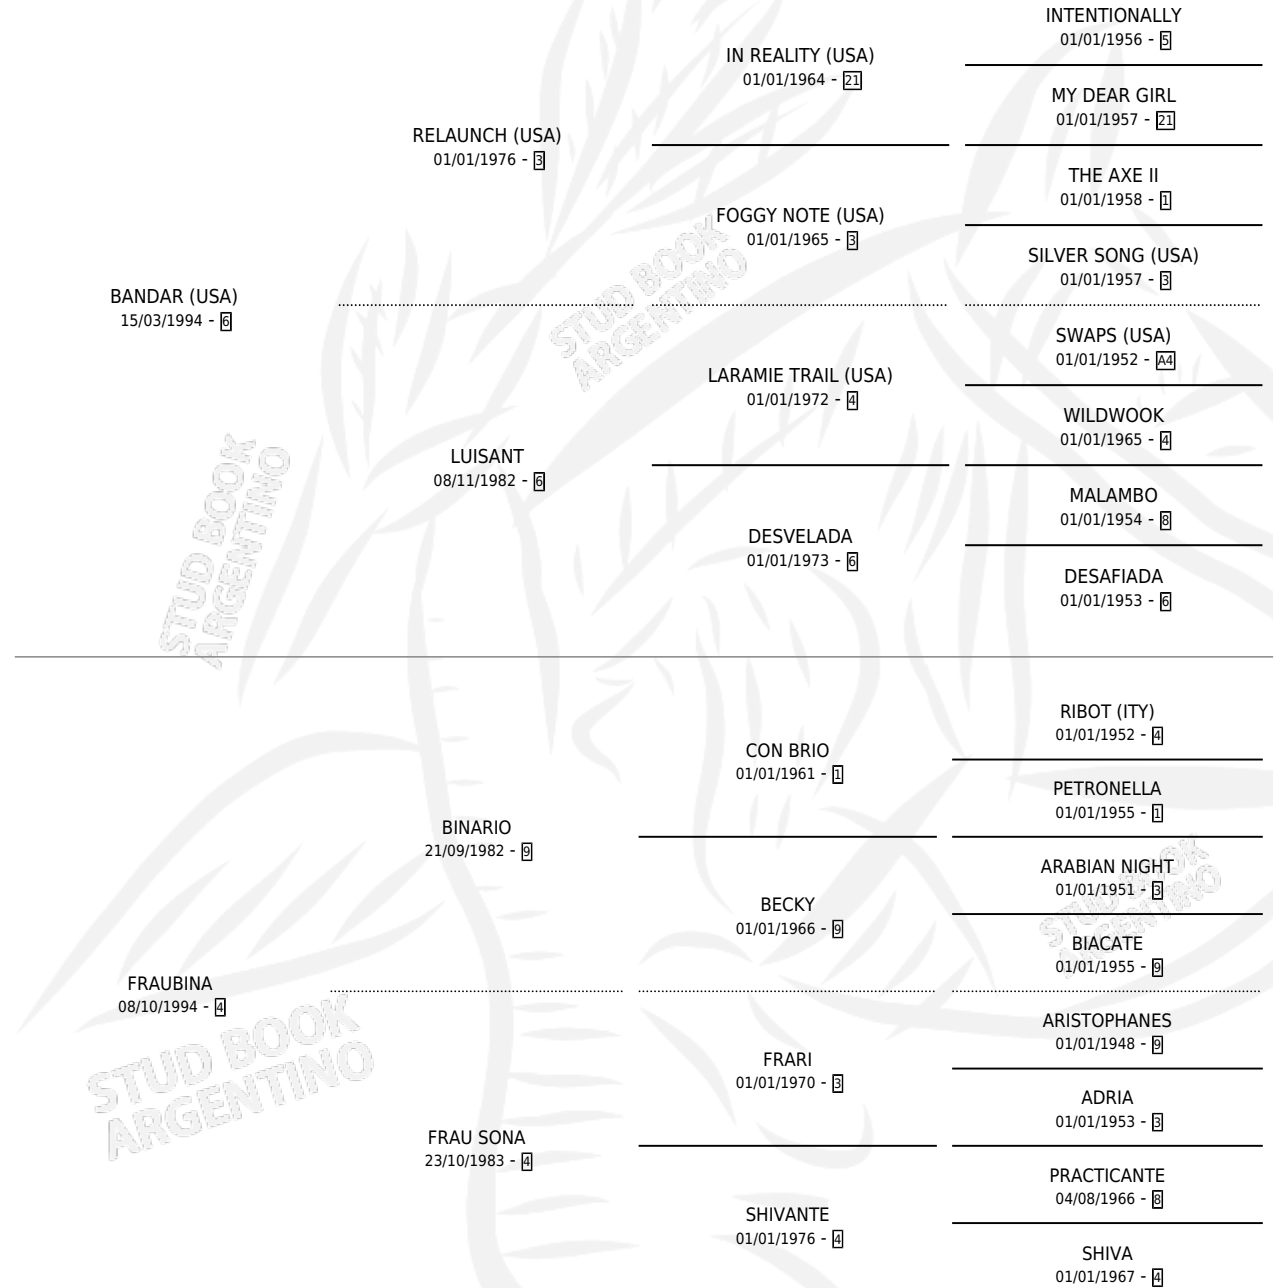 INTENTIONALLY
01/01/1956 - 5
IN REALITY (USA)
01/01/1964 - 21
MY DEAR GIRL
01/01/1957 - 21
RELAUNCH (USA)
01/01/1976 - 3
THE AXE II
01/01/1958 - 1
FOGGY NOTE (USA)
01/01/1965 - 3
SILVER SONG (USA)
01/01/1957 - 3
BANDAR (USA)
15/03/1994 - 6
SWAPS (USA)
01/01/1952 - A4
LARAMIE TRAIL (USA)
01/01/1972 - 4
WILDWOOK
01/01/1965 - 4
LUISANT
08/11/1982 - 6
MALAMBO
01/01/1954 - 8
DESVELADA
01/01/1973 - 6
DESAFIADA
01/01/1953 - 6
STUD BOOK
ARGENTINO
STUD BOOK
ARGENTINO
RIBOT (ITY)
01/01/1952 - 4
CON BRIO
01/01/1961 - 1
PETRONELLA
01/01/1955 - 1
BINARIO
21/09/1982 - 9
ARABIAN NIGHT
01/01/1951 - 3
BECKY
01/01/1966 - 9
BIACATE
01/01/1955 - 9
FRAUBINA
08/10/1994 - 4
ARISTOPHANES
01/01/1948 - 9
FRARI
01/01/1970 - 3
ADRIA
01/01/1953 - 3
FRAU SONA
23/10/1983 - 4
PRACTICANTE
04/08/1966 - 8
SHIVANTE
01/01/1976 - 4
SHIVA
01/01/1967 - 4
STUD BOOK
ARGENTINO
STUD BOOK
ARGENTINO